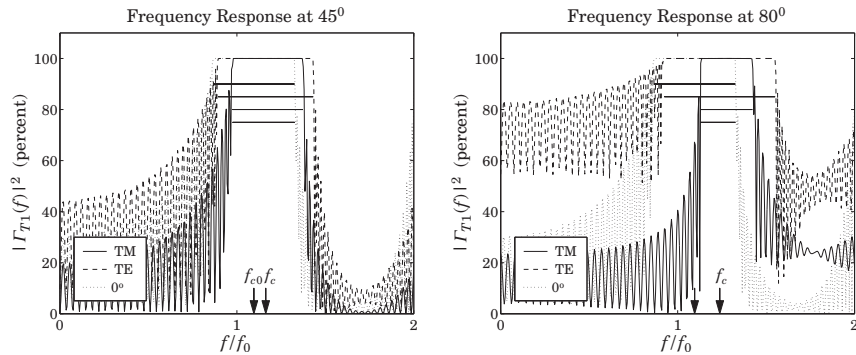 Frequency Response at 45⁰
100
80
60
40
20
0
|Γ_T1(f)|² (percent)
TM
TE
0º
f_c0 f_c
0
1
2
f/f_0
Frequency Response at 80⁰
100
80
60
40
20
0
|Γ_T1(f)|² (percent)
TM
TE
0º
f_c
0
1
2
f/f_0